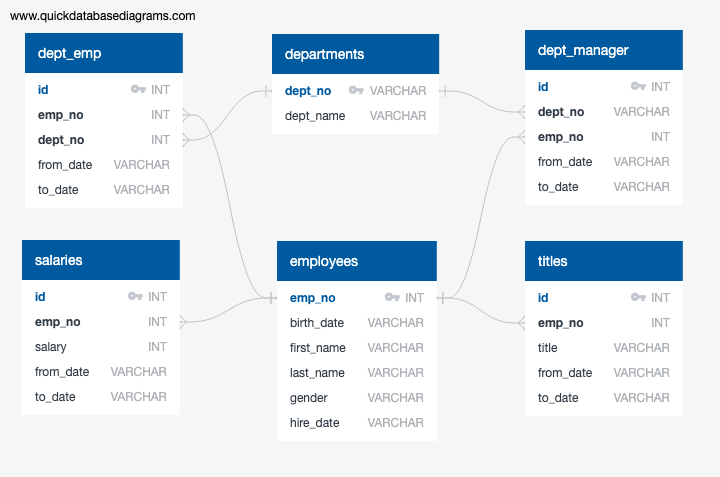 www.quickdatabasediagrams.com
dept_emp
id INT
emp_no INT
dept_no INT
from_date VARCHAR
to_date VARCHAR
departments
dept_no VARCHAR
dept_name VARCHAR
dept_manager
id INT
dept_no VARCHAR
emp_no INT
from_date VARCHAR
to_date VARCHAR
salaries
id INT
emp_no INT
salary INT
from_date VARCHAR
to_date VARCHAR
employees
emp_no INT
birth_date VARCHAR
first_name VARCHAR
last_name VARCHAR
gender VARCHAR
hire_date VARCHAR
titles
id INT
emp_no INT
title VARCHAR
from_date VARCHAR
to_date VARCHAR